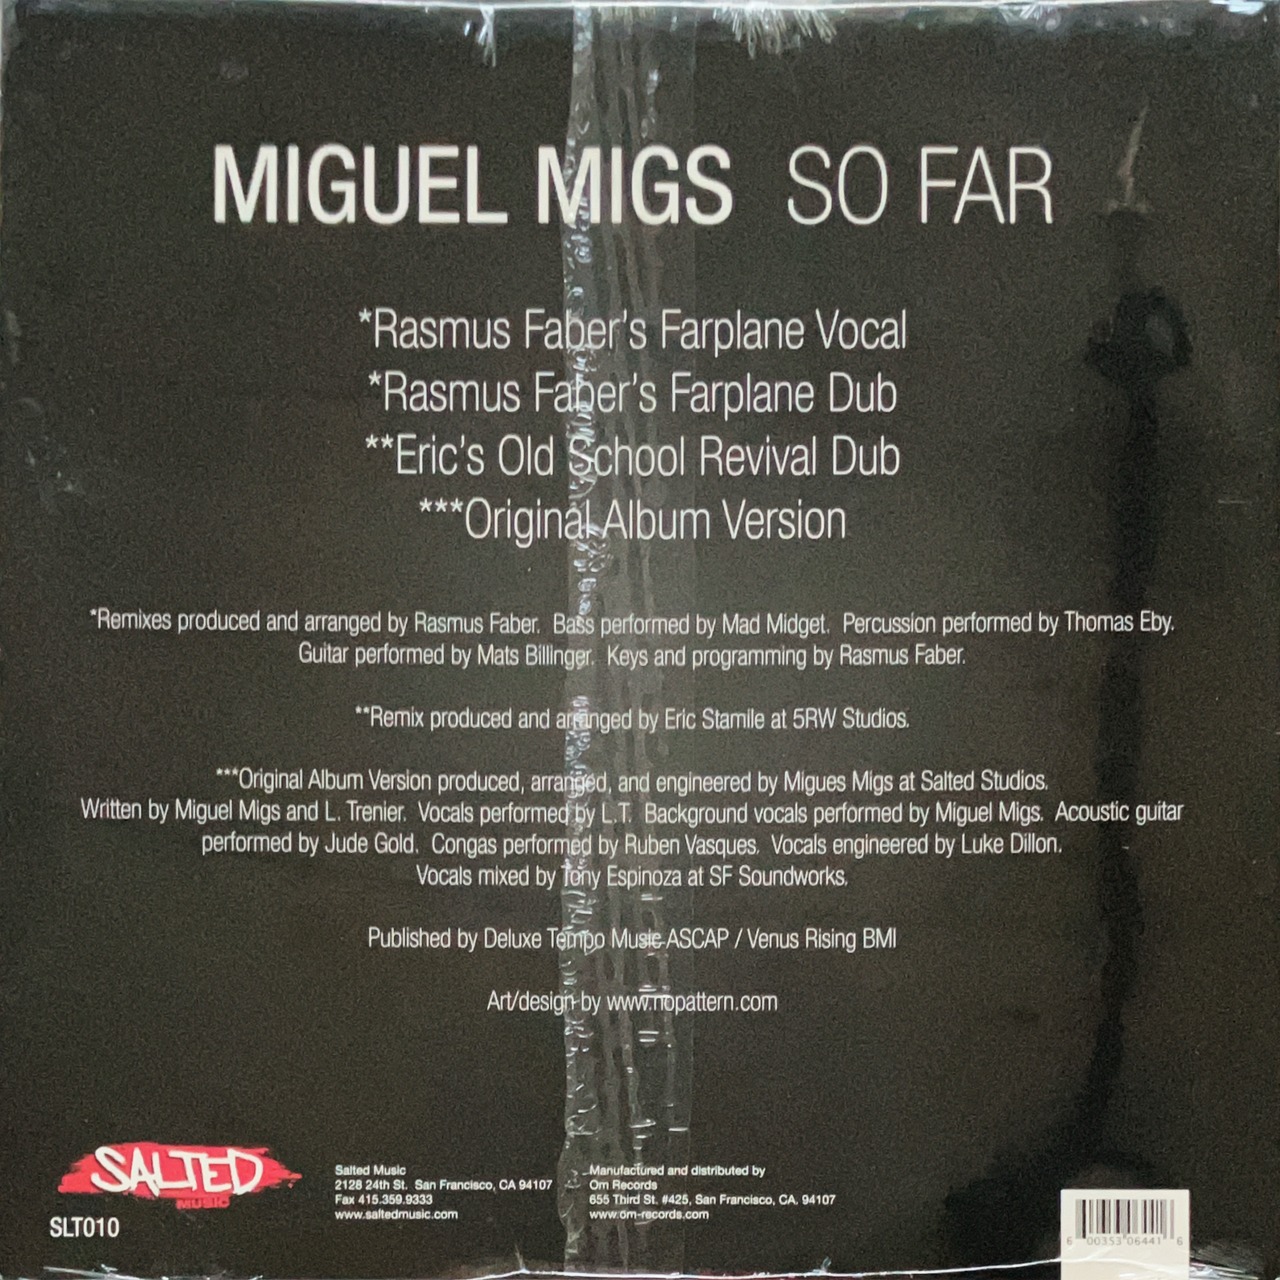 MIGUEL MIGS SO FAR
*Rasmus Faber's Farplane Vocal
*Rasmus Faber's Farplane Dub
**Eric's Old School Revival Dub
***Original Album Version
*Remixes produced and arranged by Rasmus Faber. Bass performed by Mad Midget. Percussion performed by Thomas Eby.
Guitar performed by Mats Billinger. Keys and programming by Rasmus Faber.
**Remix produced and arranged by Eric Stamile at 5RW Studios.
***Original Album Version produced, arranged, and engineered by Migues Migs at Salted Studios.
Written by Miguel Migs and L. Trenier. Vocals performed by L.T. Background vocals performed by Miguel Migs. Acoustic guitar
performed by Jude Gold. Congas performed by Ruben Vasques. Vocals engineered by Luke Dillon.
Vocals mixed by Tony Espinoza at SF Soundworks.
Published by Deluxe Tempo Music ASCAP / Venus Rising BMI
Art/design by www.nopattern.com
SALTED
MUSIC
SLT010
Salted Music
2128 24th St. San Francisco, CA 94107
Fax 415.359.9333
www.saltedmusic.com
Manufactured and distributed by
Om Records
655 Third St. #425, San Francisco, CA. 94107
www.om-records.com
6 00353 06441 6